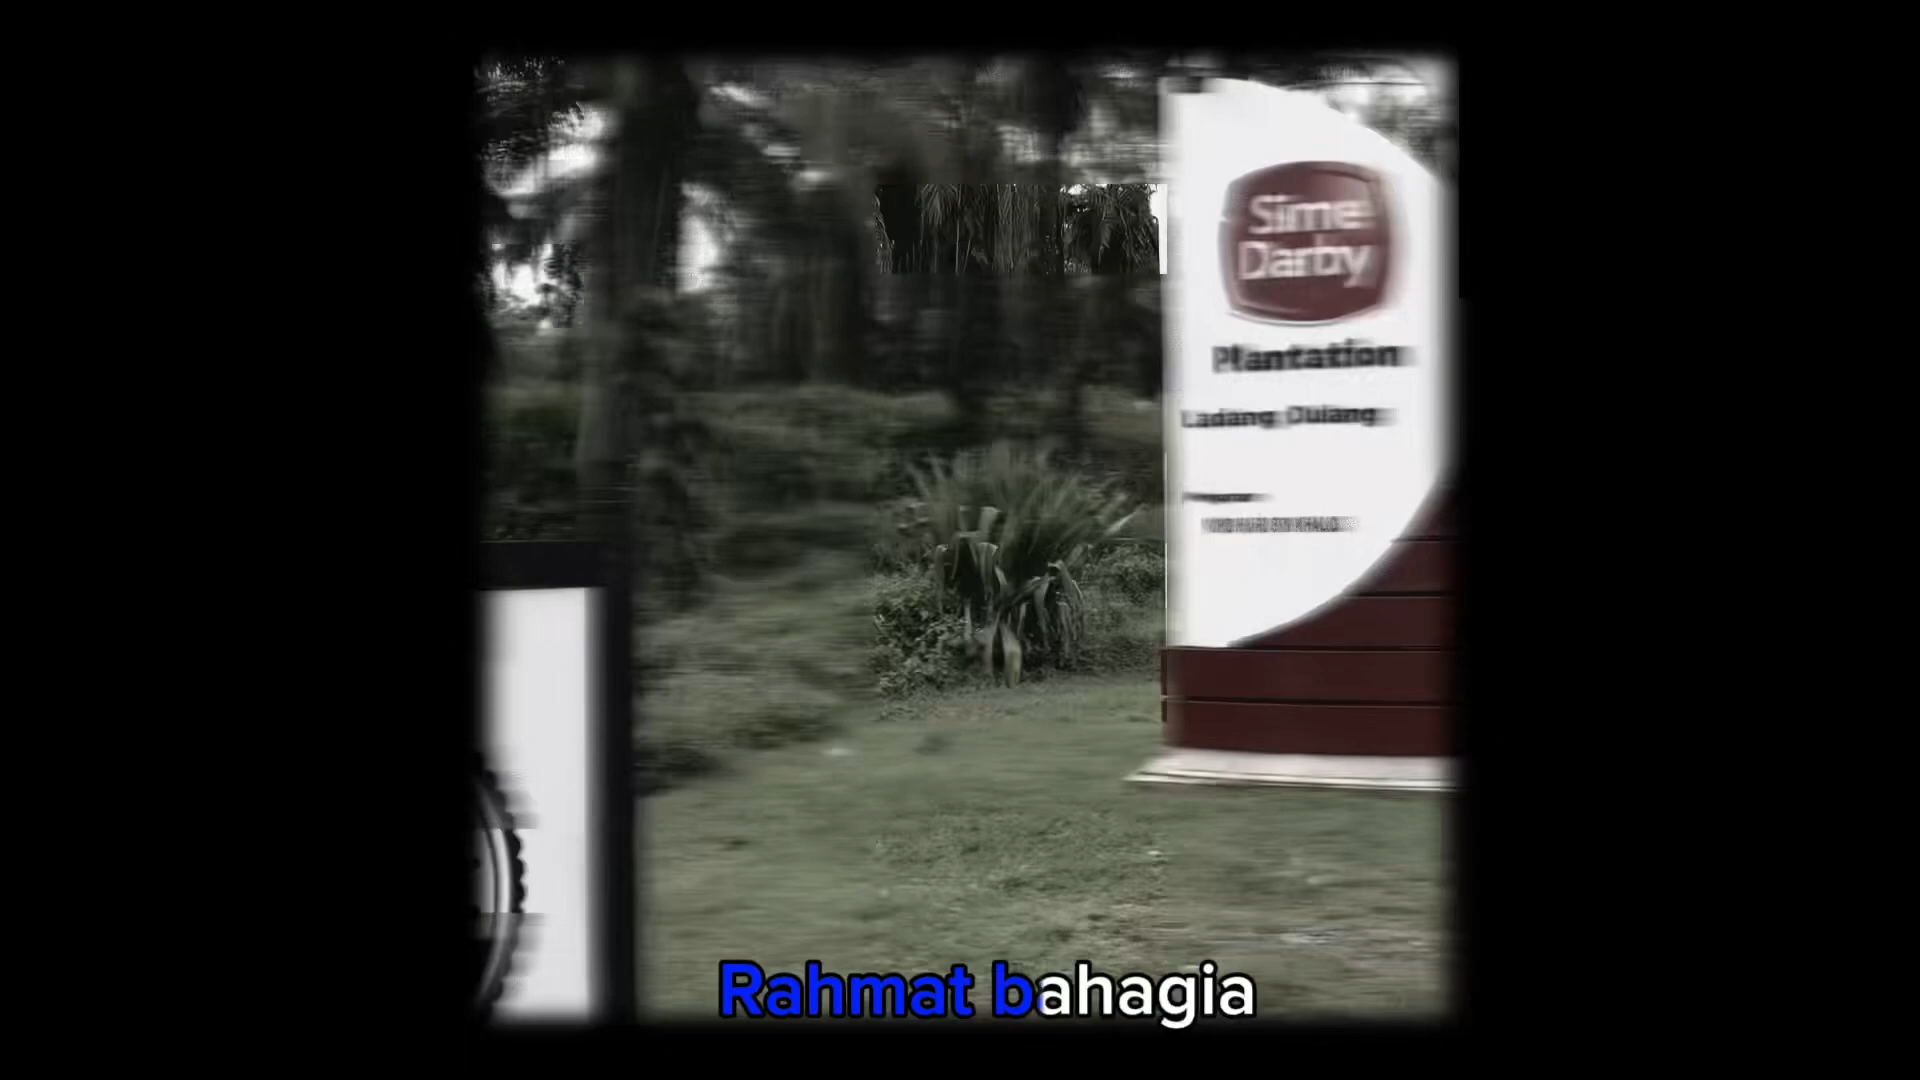 Sime
Darby
Plantation
Ladang Dulang
Rahmat bahagia